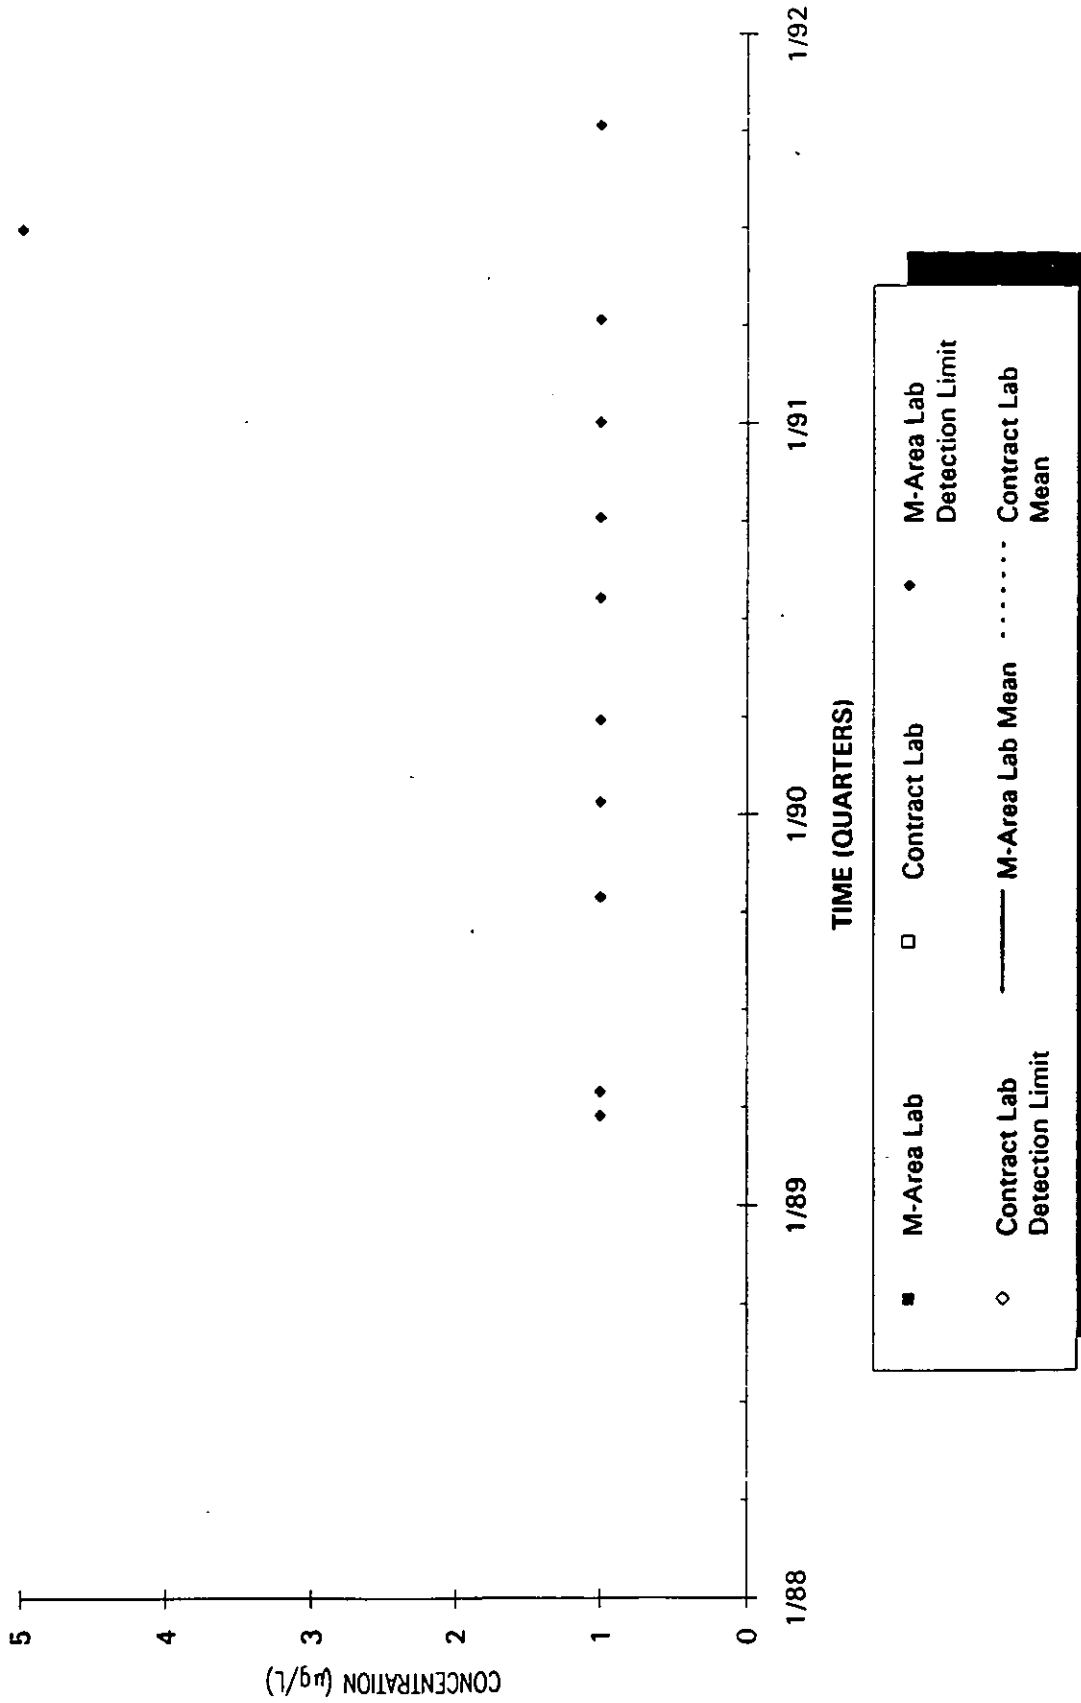 5
4
3
2
1
0
CONCENTRATION (µg/L)
1/88
1/89
1/90
1/91
1/92
TIME (QUARTERS)
M-Area Lab
Contract Lab
M-Area Lab
Detection Limit
Contract Lab
Detection Limit
M-Area Lab Mean
Contract Lab
Mean